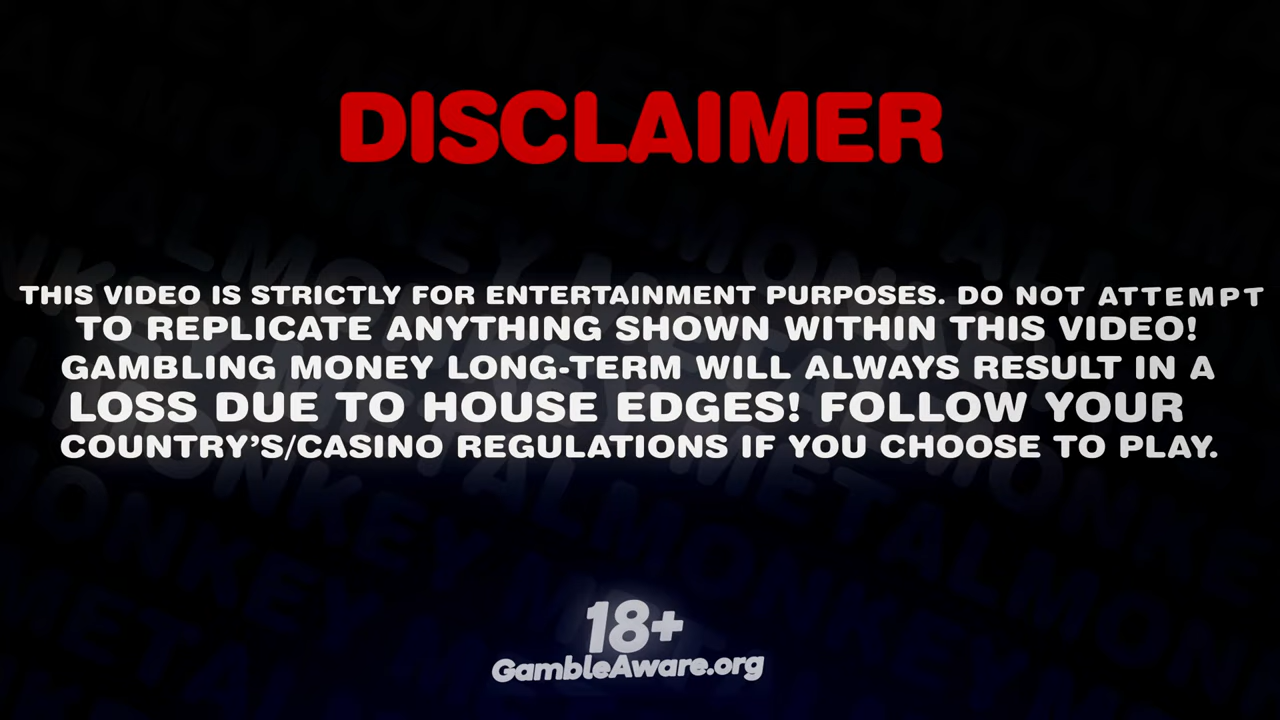 DISCLAIMER
THIS VIDEO IS STRICTLY FOR ENTERTAINMENT PURPOSES. DO NOT ATTEMPT
TO REPLICATE ANYTHING SHOWN WITHIN THIS VIDEO!
GAMBLING MONEY LONG-TERM WILL ALWAYS RESULT IN A
LOSS DUE TO HOUSE EDGES! FOLLOW YOUR
COUNTRY'S/CASINO REGULATIONS IF YOU CHOOSE TO PLAY.
18+
GambleAware.org